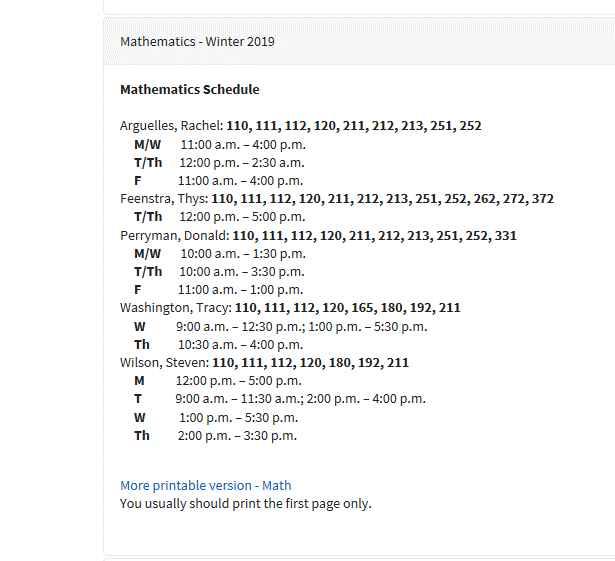 Mathematics - Winter 2019
Mathematics Schedule
Arguelles, Rachel: 110, 111, 112, 120, 211, 212, 213, 251, 252
M/W 11:00 a.m. – 4:00 p.m.
T/Th 12:00 p.m. – 2:30 a.m.
F 11:00 a.m. – 4:00 p.m.
Feenstra, Thys: 110, 111, 112, 120, 211, 212, 213, 251, 252, 262, 272, 372
T/Th 12:00 p.m. – 5:00 p.m.
Perryman, Donald: 110, 111, 112, 120, 211, 212, 213, 251, 252, 331
M/W 10:00 a.m. – 1:30 p.m.
T/Th 10:00 a.m. – 3:30 p.m.
F 11:00 a.m. – 1:00 p.m.
Washington, Tracy: 110, 111, 112, 120, 165, 180, 192, 211
W 9:00 a.m. – 12:30 p.m.; 1:00 p.m. – 5:30 p.m.
Th 10:30 a.m. – 4:00 p.m.
Wilson, Steven: 110, 111, 112, 120, 180, 192, 211
M 12:00 p.m. – 5:00 p.m.
T 9:00 a.m. – 11:30 a.m.; 2:00 p.m. – 4:00 p.m.
W 1:00 p.m. – 5:30 p.m.
Th 2:00 p.m. – 3:30 p.m.
More printable version - Math
You usually should print the first page only.